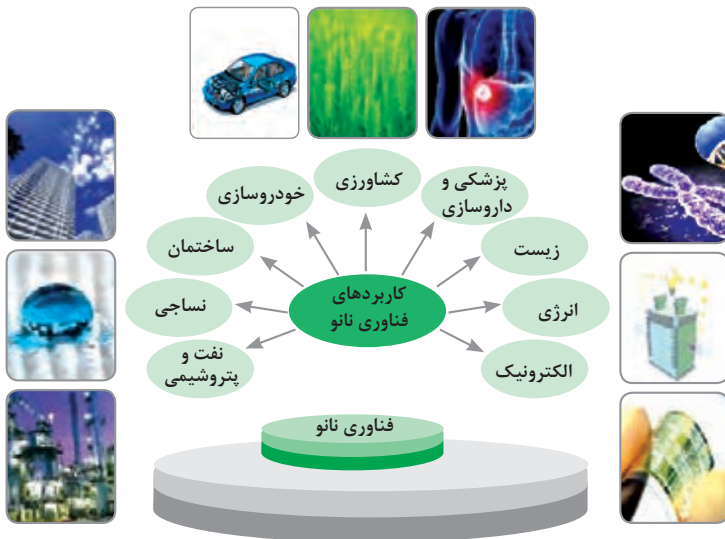 کشاورزی
پزشکی و
داروسازی
خودروسازی
زیست
ساختمان
کاربردهای
فناوری نانو
انرژی
نساجی
الکترونیک
نفت و
پتروشیمی
فناوری نانو